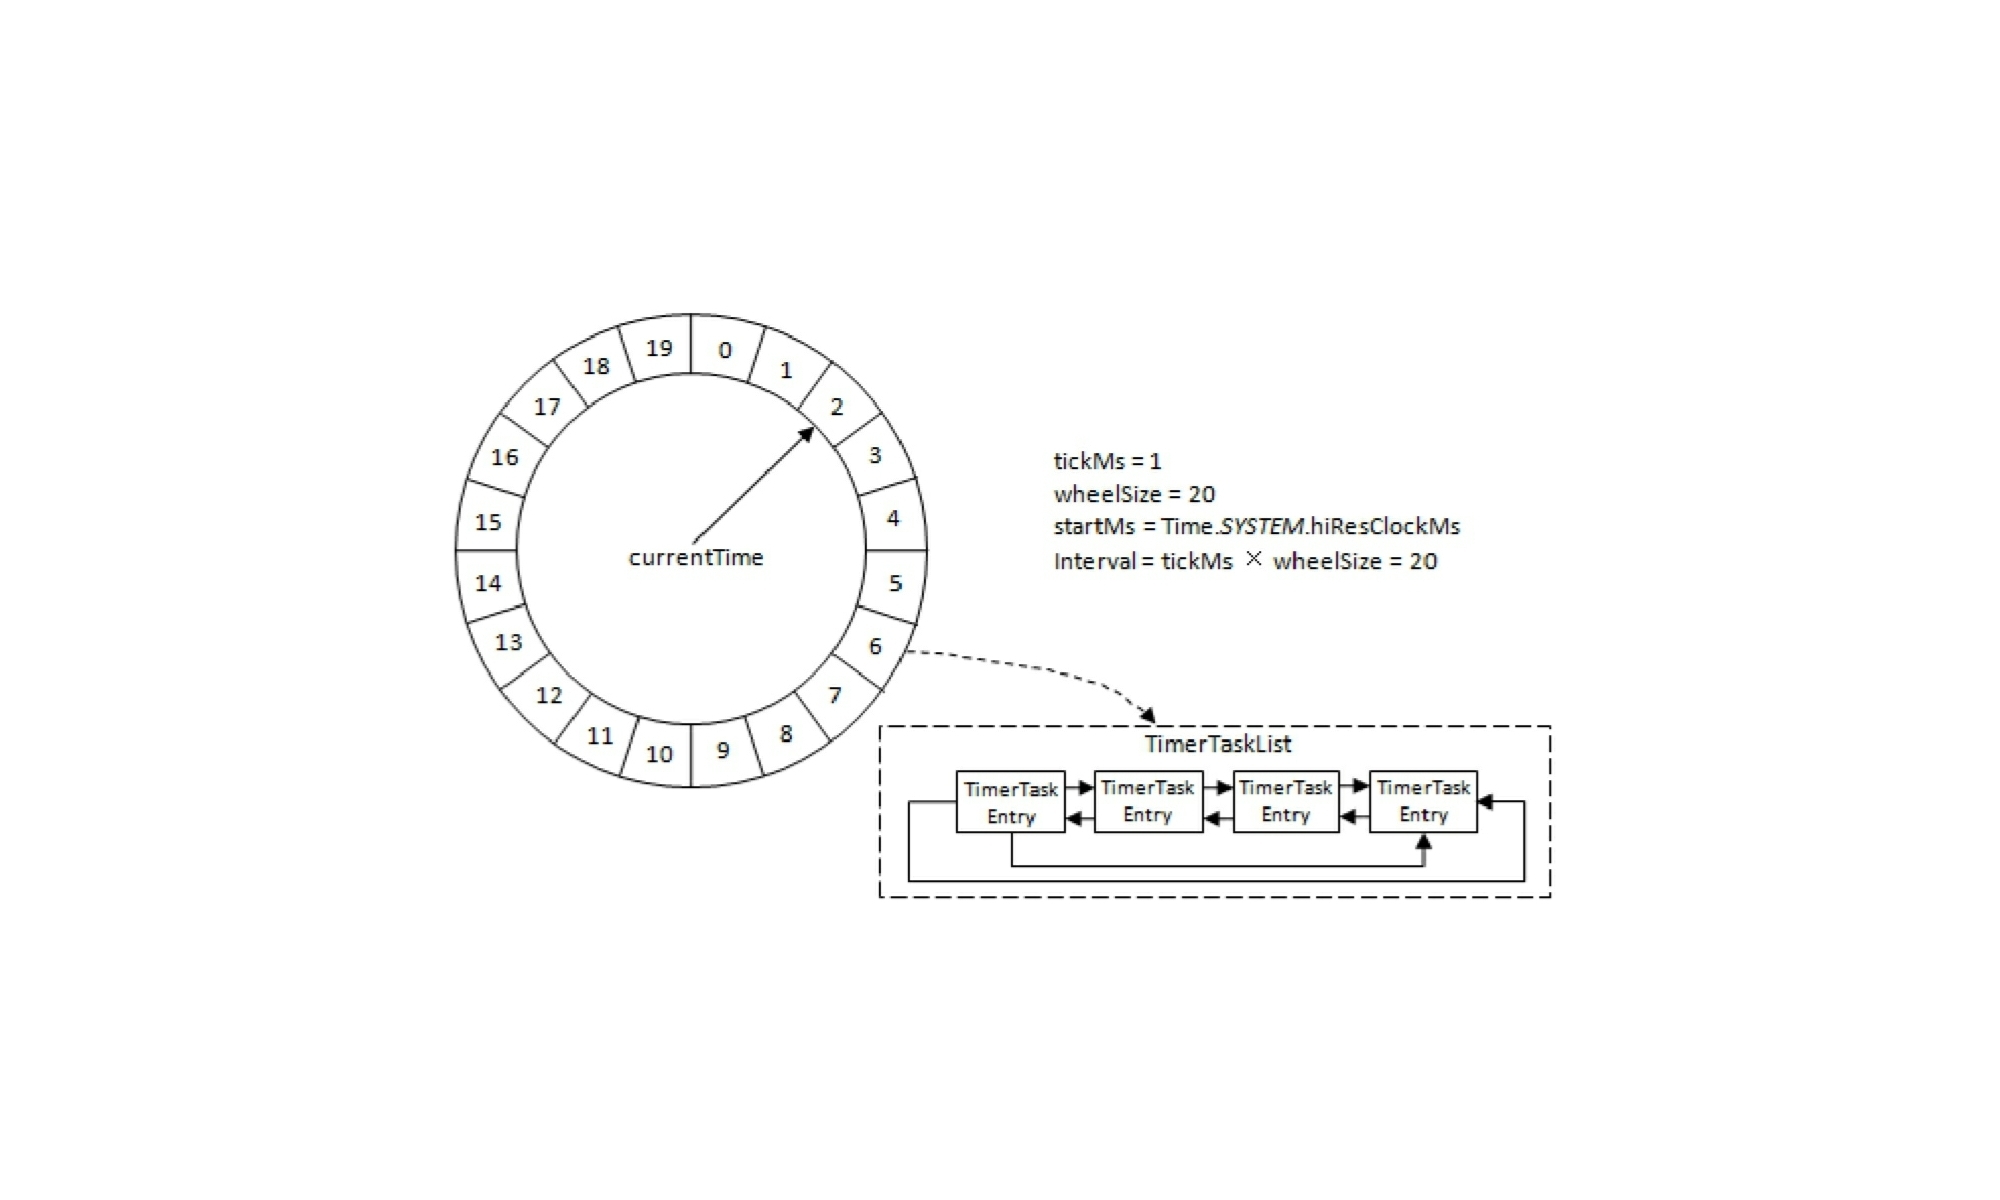 0
1
2
3
4
5
6
7
8
9
10
11
12
13
14
15
16
17
18
19
currentTime
tickMs = 1
wheelSize = 20
startMs = Time.SYSTEM.hiResClockMs
Interval = tickMs × wheelSize = 20
TimerTaskList
TimerTask
Entry
TimerTask
Entry
TimerTask
Entry
TimerTask
Entry